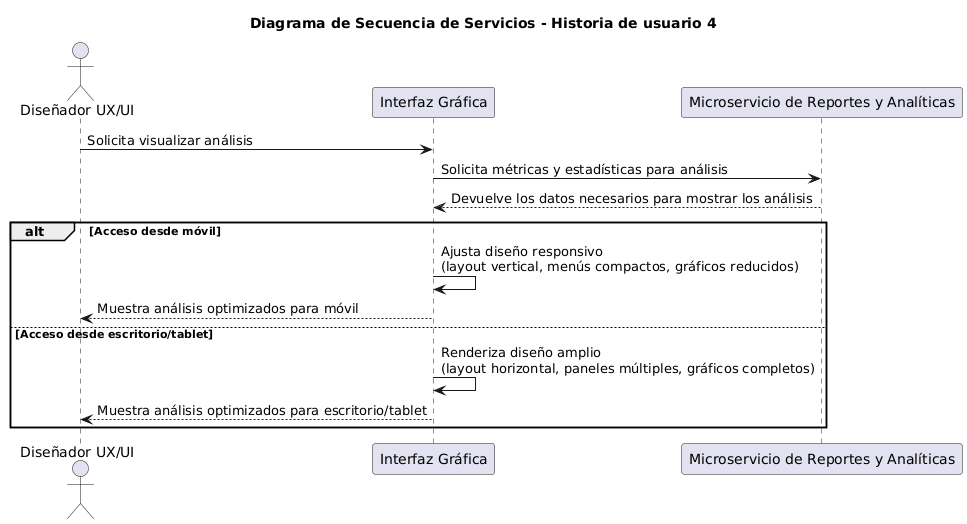 Diagrama de Secuencia de Servicios - Historia de usuario 4
Diseñador UX/UI
Interfaz Gráfica
Microservicio de Reportes y Analíticas
Solicita visualizar análisis
Solicita métricas y estadísticas para análisis
Devuelve los datos necesarios para mostrar los análisis
alt
[Acceso desde móvil]
Ajusta diseño responsivo
(layout vertical, menús compactos, gráficos reducidos)
Muestra análisis optimizados para móvil
[Acceso desde escritorio/tablet]
Renderiza diseño amplio
(layout horizontal, paneles múltiples, gráficos completos)
Muestra análisis optimizados para escritorio/tablet
Diseñador UX/UI
Interfaz Gráfica
Microservicio de Reportes y Analíticas